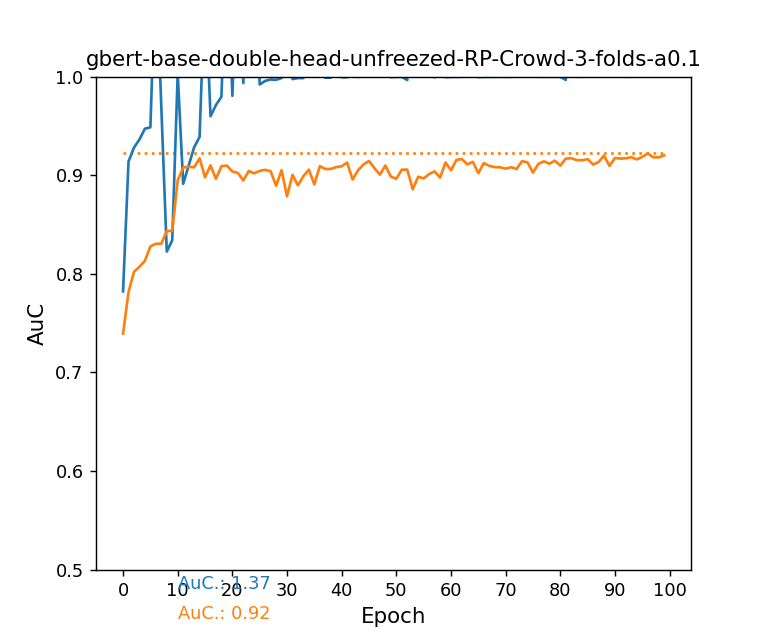 gbert-base-double-head-unfreezed-RP-Crowd-3-folds-a0.1
1.0
0.9
0.8
0.7
0.6
0.5
AuC
0 10 20 30 40 50 60 70 80 90 100
AuC.: 1.37
AuC.: 0.92
Epoch